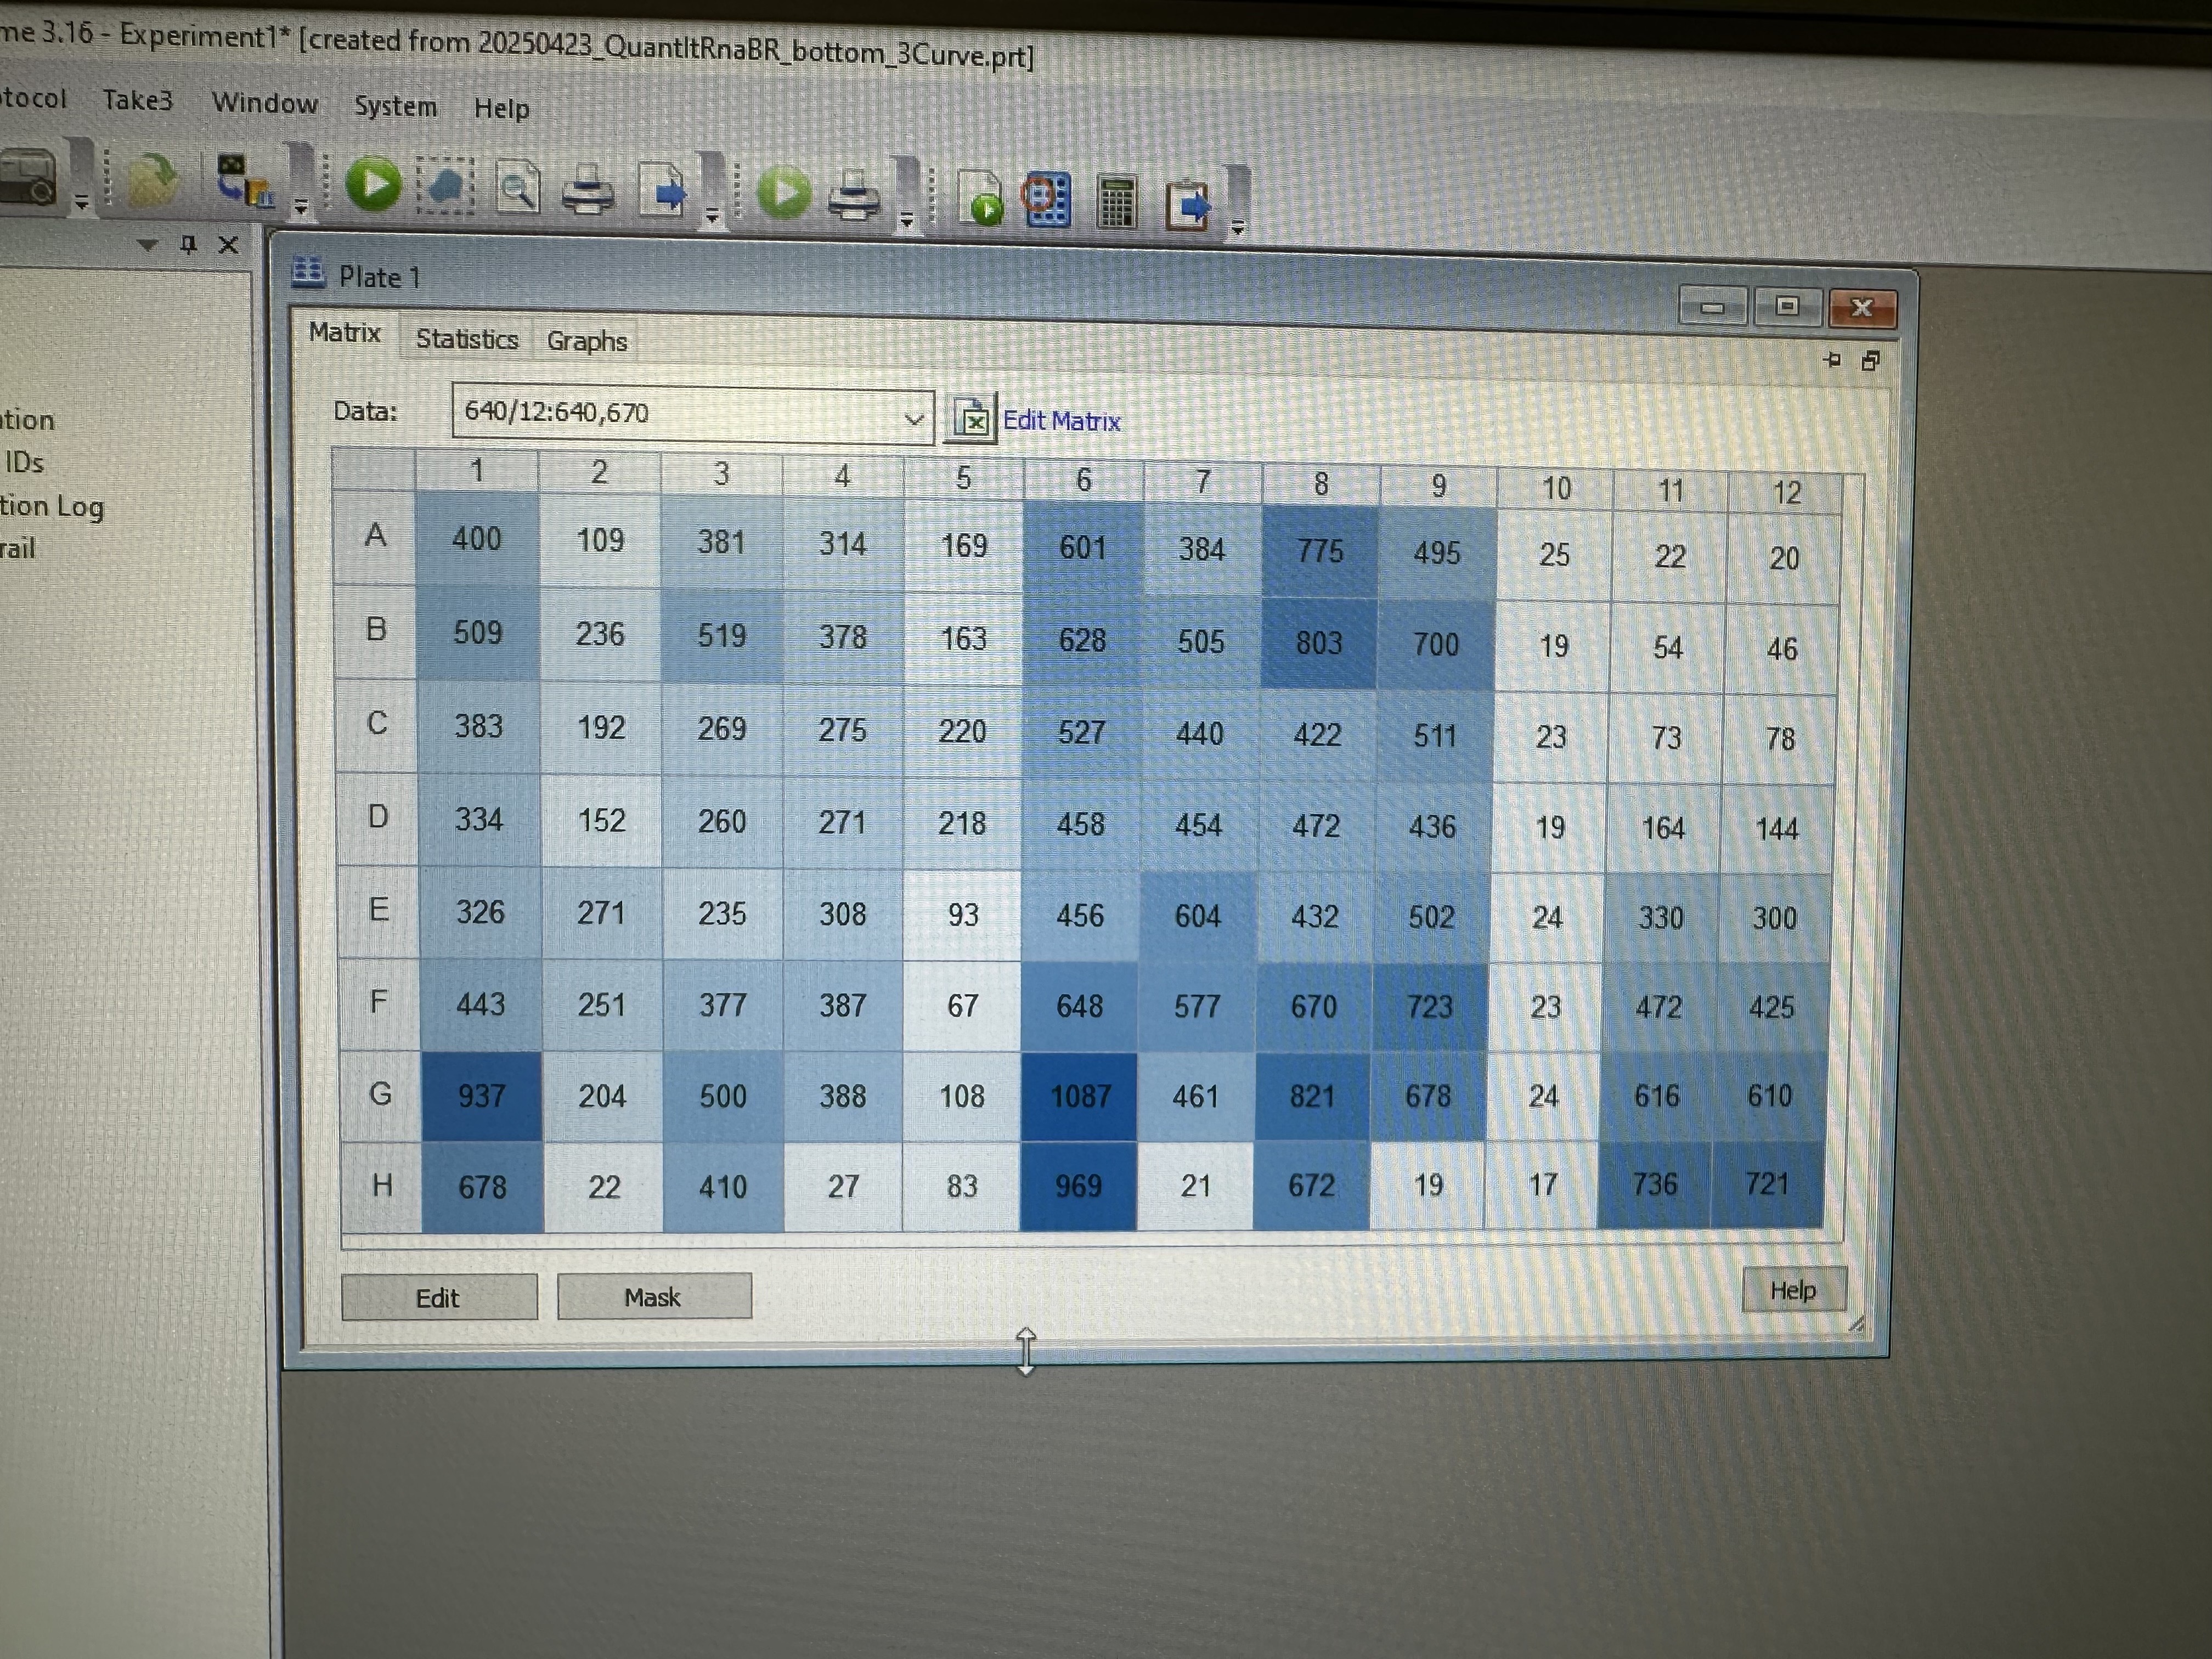 me 3.16 - Experiment1* [created from 20250423_QuantItRnaBR_bottom_3Curve.prt]
tocol Take3 Window System Help
Plate 1
Matrix Statistics Graphs
Data: 640/12:640,670 Edit Matrix
tion
IDs
tion Log
rail
1 2 3 4 5 6 7 8 9 10 11 12
A 400 109 381 314 169 601 384 775 495 25 22 20
B 509 236 519 378 163 628 505 803 700 19 54 46
C 383 192 269 275 220 527 440 422 511 23 73 78
D 334 152 260 271 218 458 454 472 436 19 164 144
E 326 271 235 308 93 456 604 432 502 24 330 300
F 443 251 377 387 67 648 577 670 723 23 472 425
G 937 204 500 388 108 1087 461 821 678 24 616 610
H 678 22 410 27 83 969 21 672 19 17 736 721
Edit Mask Help